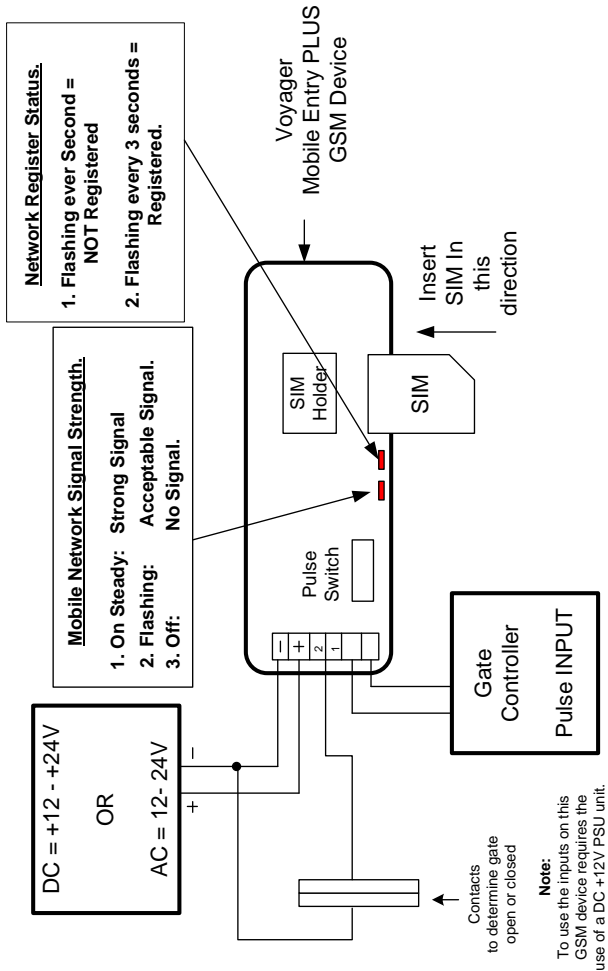 Network Register Status.
1. Flashing ever Second =
NOT Registered
2. Flashing every 3 seconds =
Registered.
Mobile Network Signal Strength.
1. On Steady: Strong Signal
2. Flashing: Acceptable Signal.
3. Off: No Signal.
DC = +12 - +24V
OR
AC = 12- 24V
+ −
Voyager
Mobile Entry PLUS
GSM Device
SIM
Holder
Pulse
Switch
−
+
2
1
SIM
Insert
SIM In
this
direction
Gate
Controller
Pulse INPUT
Contacts
to determine gate
open or closed
Note:
To use the inputs on this
GSM device requires the
use of a DC +12V PSU unit.